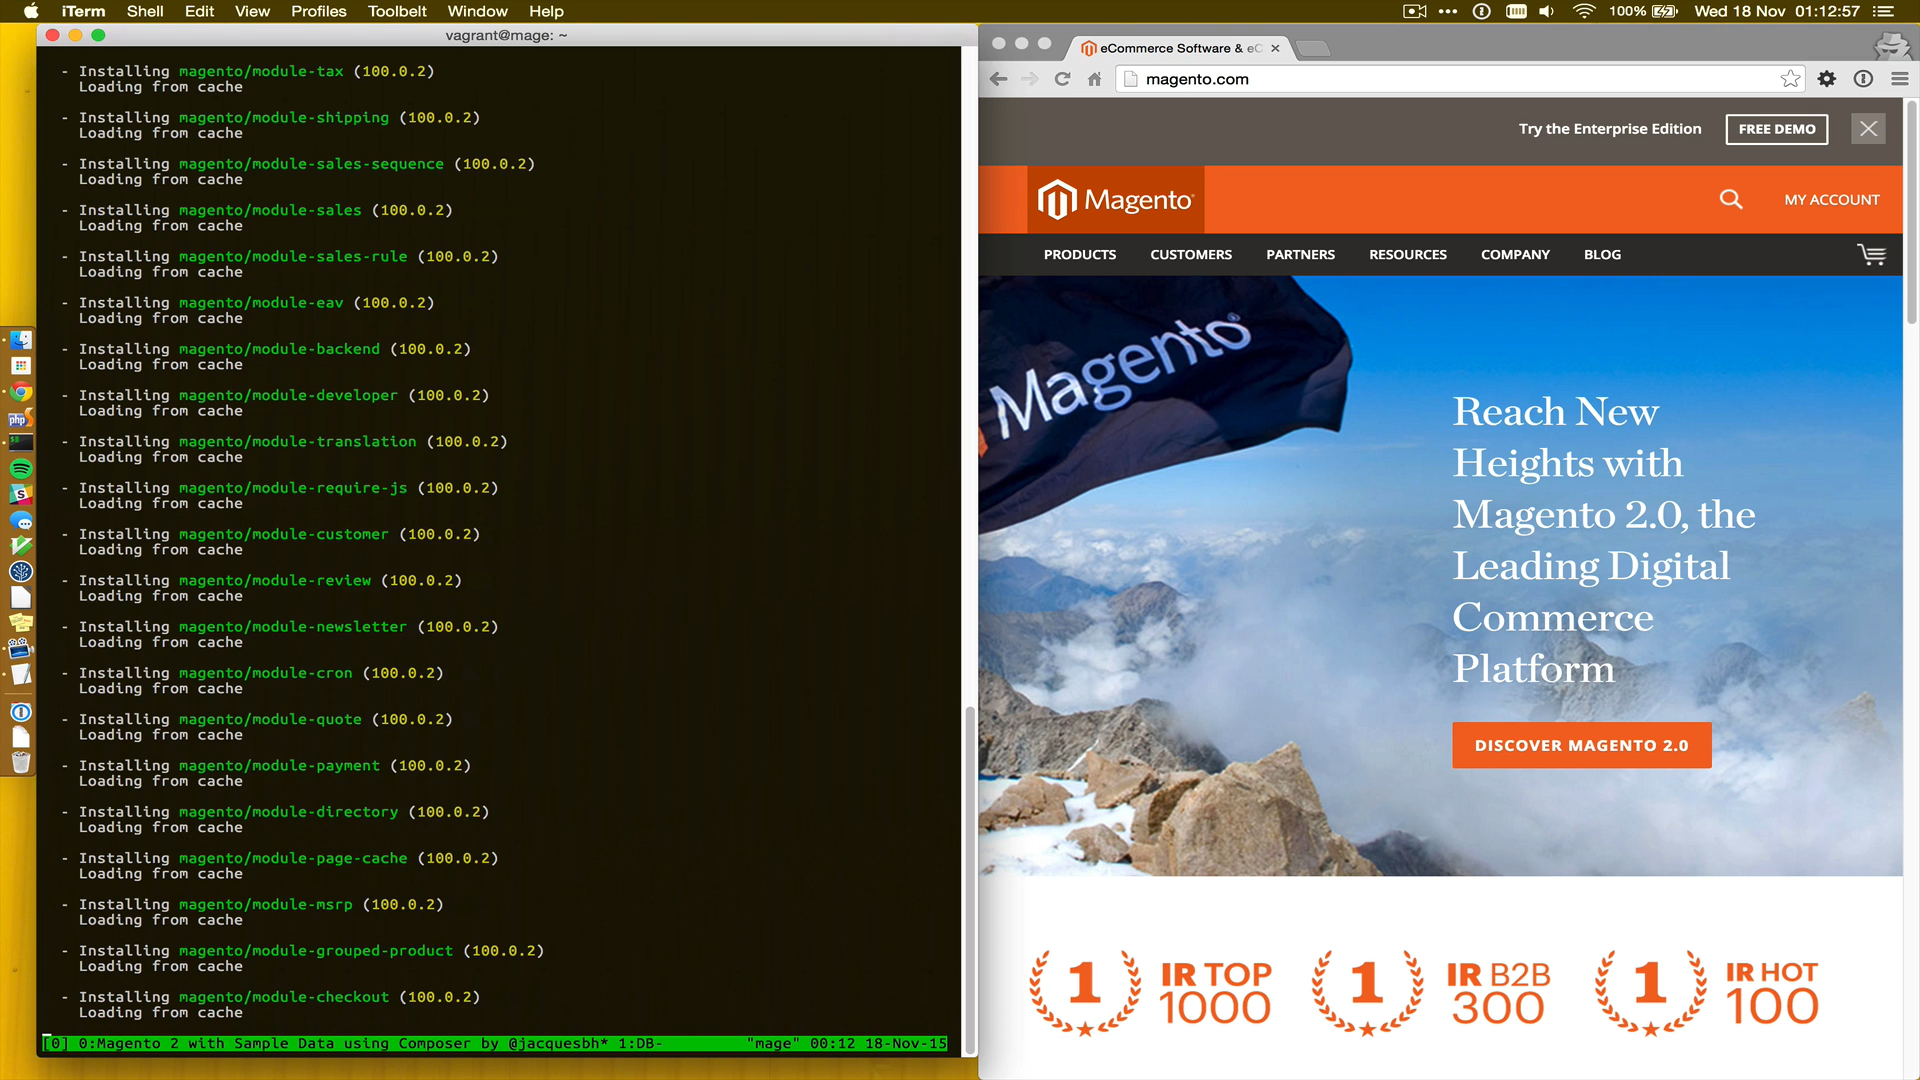 iTerm Shell Edit View Profiles Toolbelt Window Help
100% Wed 18 Nov 01:12:57
vagrant@mage: ~
- Installing magento/module-tax (100.0.2)
Loading from cache
- Installing magento/module-shipping (100.0.2)
Loading from cache
- Installing magento/module-sales-sequence (100.0.2)
Loading from cache
- Installing magento/module-sales (100.0.2)
Loading from cache
- Installing magento/module-sales-rule (100.0.2)
Loading from cache
- Installing magento/module-eav (100.0.2)
Loading from cache
- Installing magento/module-backend (100.0.2)
Loading from cache
- Installing magento/module-developer (100.0.2)
Loading from cache
- Installing magento/module-translation (100.0.2)
Loading from cache
- Installing magento/module-require-js (100.0.2)
Loading from cache
- Installing magento/module-customer (100.0.2)
Loading from cache
- Installing magento/module-review (100.0.2)
Loading from cache
- Installing magento/module-newsletter (100.0.2)
Loading from cache
- Installing magento/module-cron (100.0.2)
Loading from cache
- Installing magento/module-quote (100.0.2)
Loading from cache
- Installing magento/module-payment (100.0.2)
Loading from cache
- Installing magento/module-directory (100.0.2)
Loading from cache
- Installing magento/module-page-cache (100.0.2)
Loading from cache
- Installing magento/module-msrp (100.0.2)
Loading from cache
- Installing magento/module-grouped-product (100.0.2)
Loading from cache
- Installing magento/module-checkout (100.0.2)
Loading from cache
[0] 0:Magento 2 with Sample Data using Composer by @jacquesbh* 1:DB- "mage" 00:12 18-Nov-15
eCommerce Software & eC
magento.com
Try the Enterprise Edition FREE DEMO
Magento
MY ACCOUNT
PRODUCTS CUSTOMERS PARTNERS RESOURCES COMPANY BLOG
Magento
Reach New
Heights with
Magento 2.0, the
Leading Digital
Commerce
Platform
DISCOVER MAGENTO 2.0
1 IR TOP 1000
1 IR B2B 300
1 IR HOT 100
php